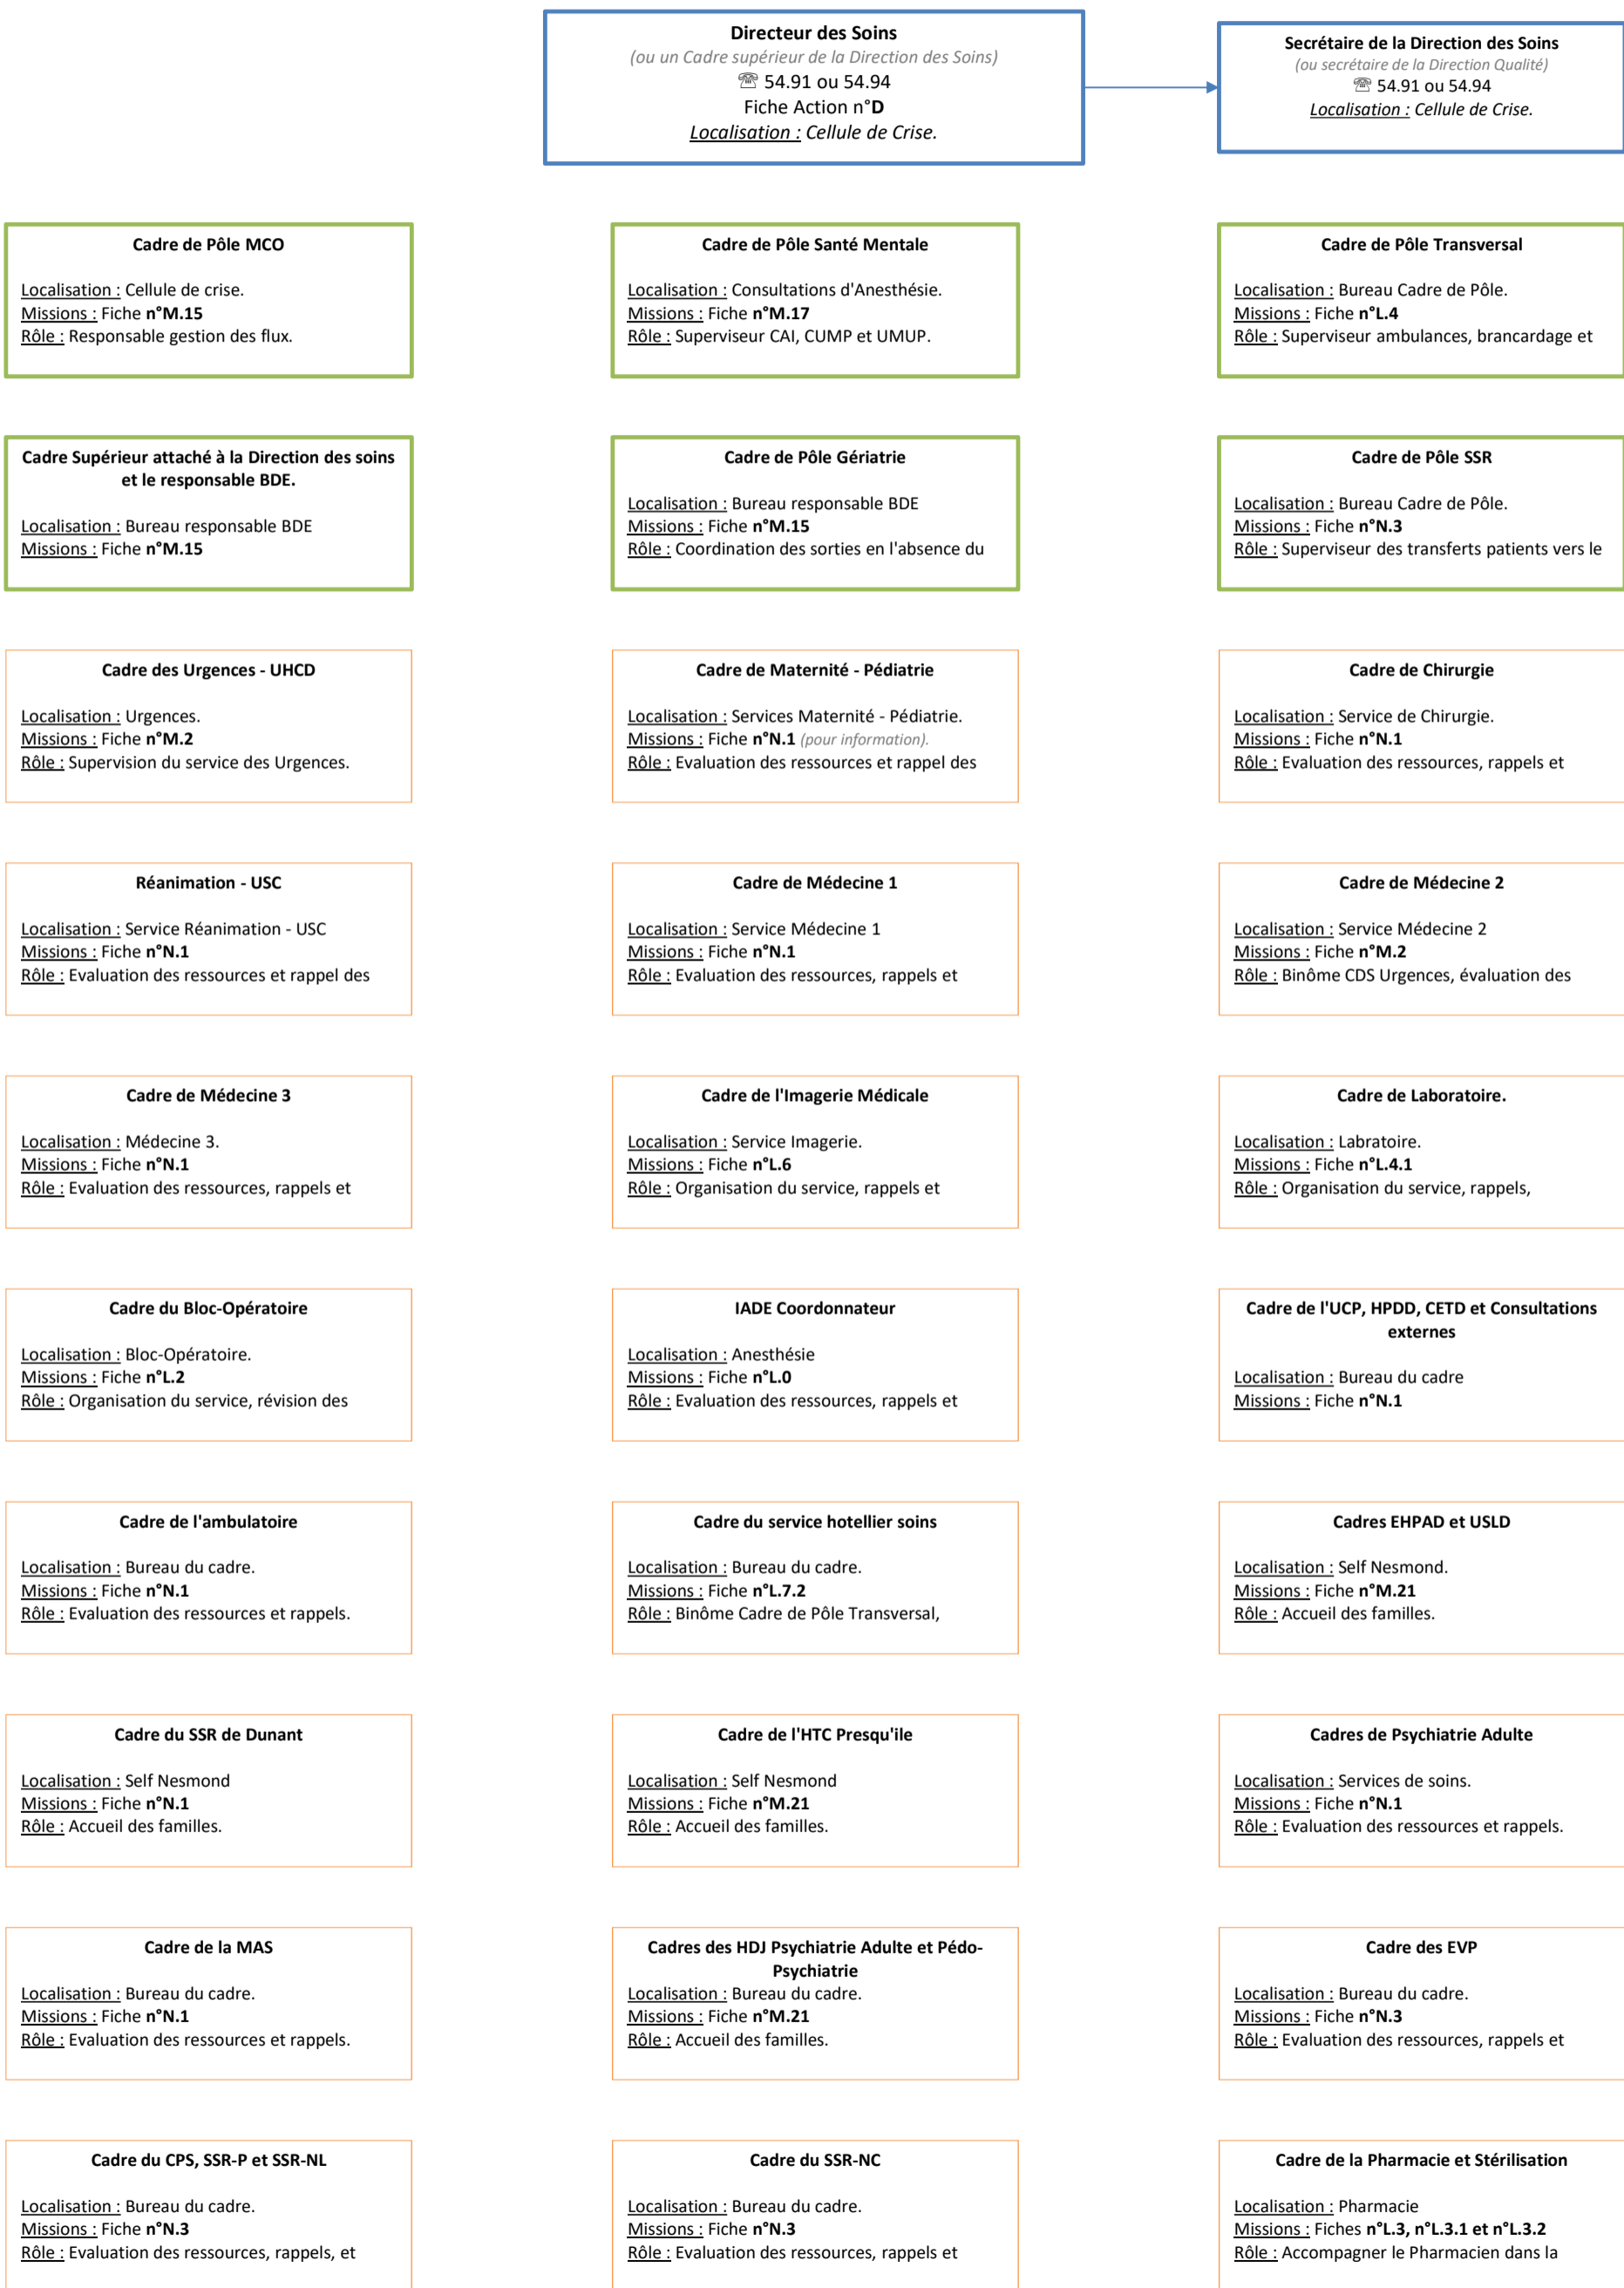 Directeur des Soins
(ou un Cadre supérieur de la Direction des Soins)
☏ 54.91 ou 54.94
Fiche Action n°D
Localisation : Cellule de Crise.
Secrétaire de la Direction des Soins
(ou secrétaire de la Direction Qualité)
☏ 54.91 ou 54.94
Localisation : Cellule de Crise.
Cadre de Pôle MCO
Localisation : Cellule de crise.
Missions : Fiche n°M.15
Rôle : Responsable gestion des flux.
Cadre de Pôle Santé Mentale
Localisation : Consultations d'Anesthésie.
Missions : Fiche n°M.17
Rôle : Superviseur CAI, CUMP et UMUP.
Cadre de Pôle Transversal
Localisation : Bureau Cadre de Pôle.
Missions : Fiche n°L.4
Rôle : Superviseur ambulances, brancardage et
Cadre Supérieur attaché à la Direction des soins
et le responsable BDE.
Localisation : Bureau responsable BDE
Missions : Fiche n°M.15
Cadre de Pôle Gériatrie
Localisation : Bureau responsable BDE
Missions : Fiche n°M.15
Rôle : Coordination des sorties en l'absence du
Cadre de Pôle SSR
Localisation : Bureau Cadre de Pôle.
Missions : Fiche n°N.3
Rôle : Superviseur des transferts patients vers le
Cadre des Urgences - UHCD
Localisation : Urgences.
Missions : Fiche n°M.2
Rôle : Supervision du service des Urgences.
Cadre de Maternité - Pédiatrie
Localisation : Services Maternité - Pédiatrie.
Missions : Fiche n°N.1 (pour information).
Rôle : Evaluation des ressources et rappel des
Cadre de Chirurgie
Localisation : Service de Chirurgie.
Missions : Fiche n°N.1
Rôle : Evaluation des ressources, rappels et
Réanimation - USC
Localisation : Service Réanimation - USC
Missions : Fiche n°N.1
Rôle : Evaluation des ressources et rappel des
Cadre de Médecine 1
Localisation : Service Médecine 1
Missions : Fiche n°N.1
Rôle : Evaluation des ressources, rappels et
Cadre de Médecine 2
Localisation : Service Médecine 2
Missions : Fiche n°M.2
Rôle : Binôme CDS Urgences, évaluation des
Cadre de Médecine 3
Localisation : Médecine 3.
Missions : Fiche n°N.1
Rôle : Evaluation des ressources, rappels et
Cadre de l'Imagerie Médicale
Localisation : Service Imagerie.
Missions : Fiche n°L.6
Rôle : Organisation du service, rappels et
Cadre de Laboratoire.
Localisation : Labratoire.
Missions : Fiche n°L.4.1
Rôle : Organisation du service, rappels,
Cadre du Bloc-Opératoire
Localisation : Bloc-Opératoire.
Missions : Fiche n°L.2
Rôle : Organisation du service, révision des
IADE Coordonnateur
Localisation : Anesthésie
Missions : Fiche n°L.0
Rôle : Evaluation des ressources, rappels et
Cadre de l'UCP, HPDD, CETD et Consultations
externes
Localisation : Bureau du cadre
Missions : Fiche n°N.1
Cadre de l'ambulatoire
Localisation : Bureau du cadre.
Missions : Fiche n°N.1
Rôle : Evaluation des ressources et rappels.
Cadre du service hotellier soins
Localisation : Bureau du cadre.
Missions : Fiche n°L.7.2
Rôle : Binôme Cadre de Pôle Transversal,
Cadres EHPAD et USLD
Localisation : Self Nesmond.
Missions : Fiche n°M.21
Rôle : Accueil des familles.
Cadre du SSR de Dunant
Localisation : Self Nesmond
Missions : Fiche n°N.1
Rôle : Accueil des familles.
Cadre de l'HTC Presqu'ile
Localisation : Self Nesmond
Missions : Fiche n°M.21
Rôle : Accueil des familles.
Cadres de Psychiatrie Adulte
Localisation : Services de soins.
Missions : Fiche n°N.1
Rôle : Evaluation des ressources et rappels.
Cadre de la MAS
Localisation : Bureau du cadre.
Missions : Fiche n°N.1
Rôle : Evaluation des ressources et rappels.
Cadres des HDJ Psychiatrie Adulte et Pédo-
Psychiatrie
Localisation : Bureau du cadre.
Missions : Fiche n°M.21
Rôle : Accueil des familles.
Cadre des EVP
Localisation : Bureau du cadre.
Missions : Fiche n°N.3
Rôle : Evaluation des ressources, rappels et
Cadre du CPS, SSR-P et SSR-NL
Localisation : Bureau du cadre.
Missions : Fiche n°N.3
Rôle : Evaluation des ressources, rappels, et
Cadre du SSR-NC
Localisation : Bureau du cadre.
Missions : Fiche n°N.3
Rôle : Evaluation des ressources, rappels et
Cadre de la Pharmacie et Stérilisation
Localisation : Pharmacie
Missions : Fiches n°L.3, n°L.3.1 et n°L.3.2
Rôle : Accompagner le Pharmacien dans la